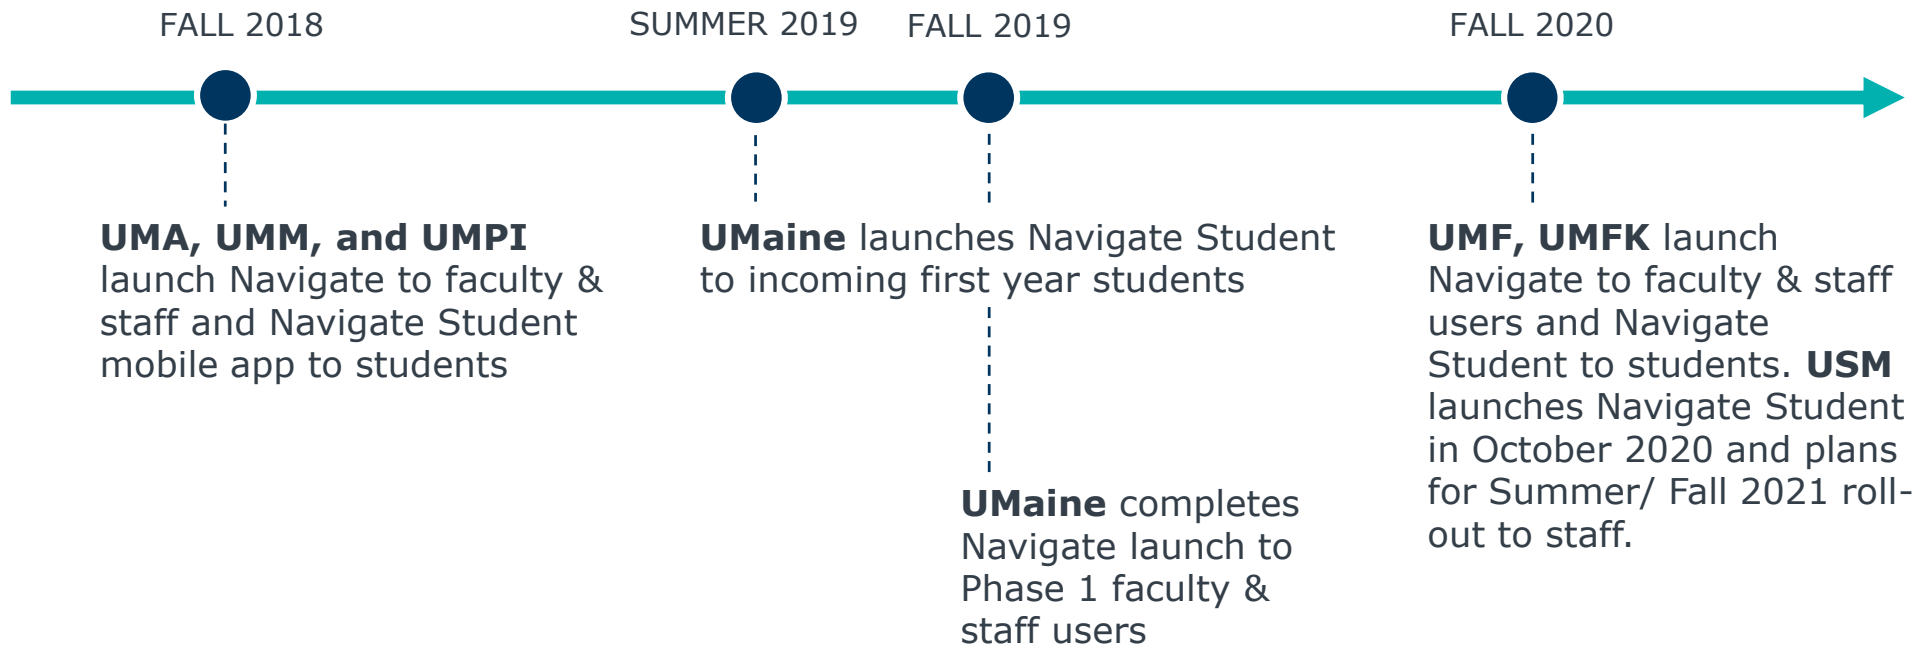 FALL 2018
SUMMER 2019
FALL 2019
FALL 2020
UMA, UMM, and UMPI
launch Navigate to faculty &
staff and Navigate Student
mobile app to students
UMaine launches Navigate Student
to incoming first year students
UMaine completes
Navigate launch to
Phase 1 faculty &
staff users
UMF, UMFK launch
Navigate to faculty & staff
users and Navigate
Student to students. USM
launches Navigate Student
in October 2020 and plans
for Summer/ Fall 2021 roll-
out to staff.